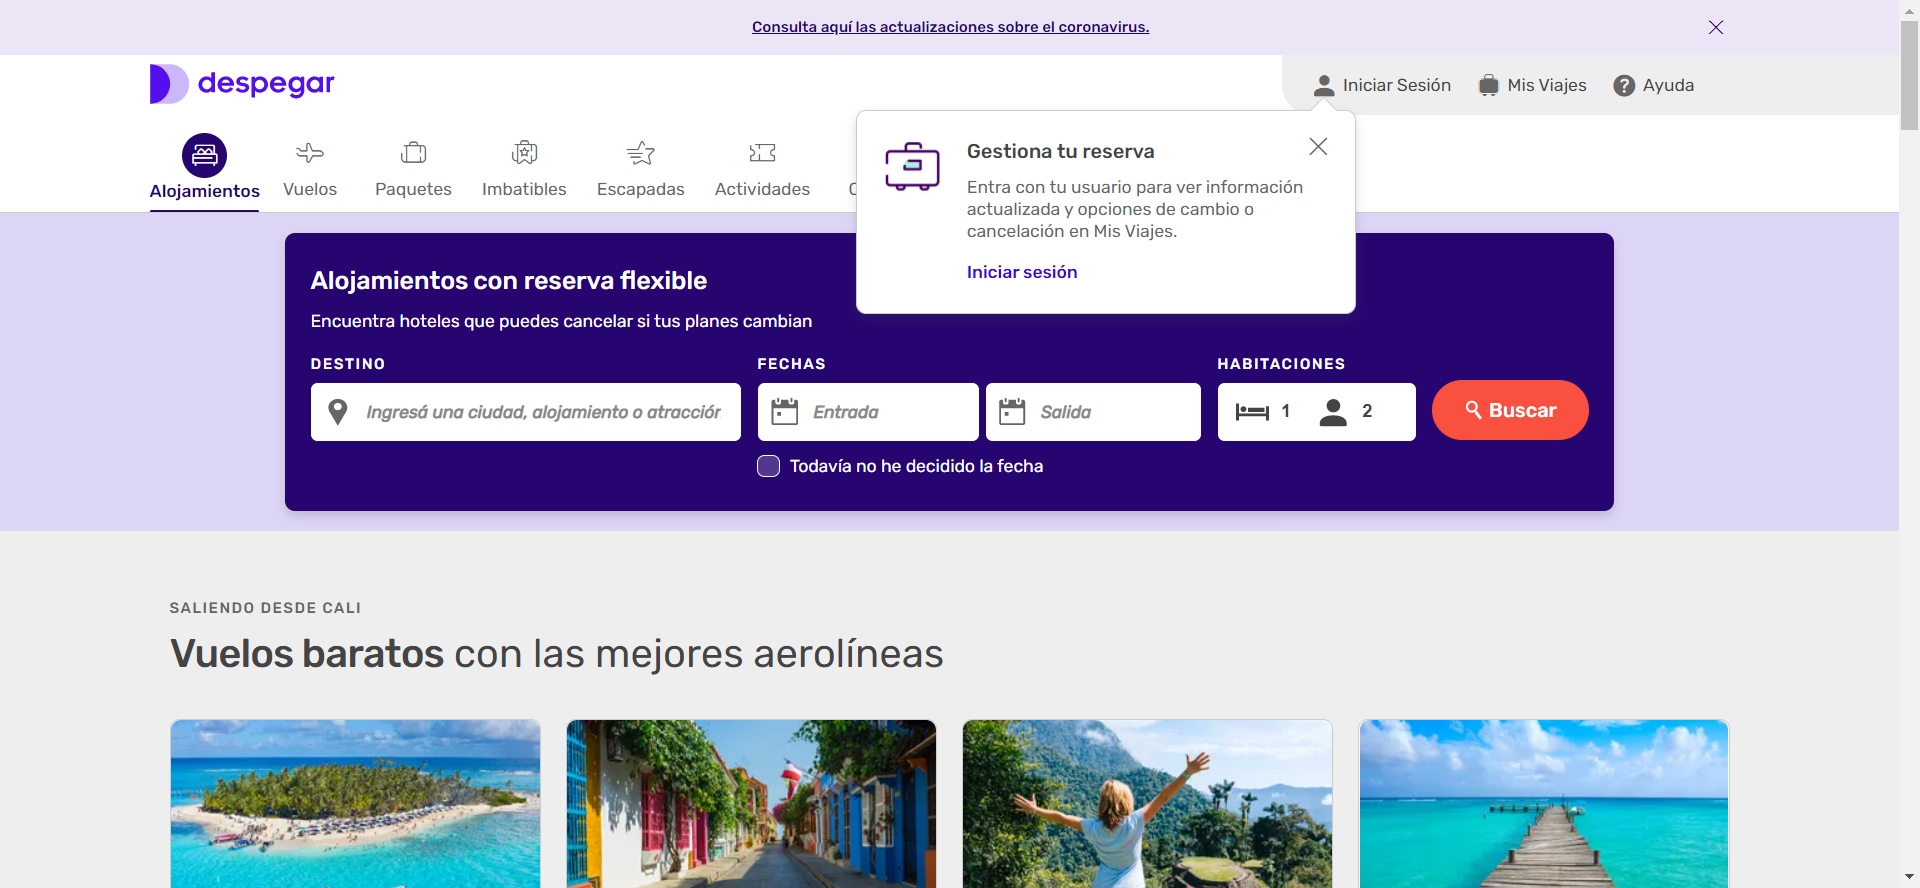 Consulta aquí las actualizaciones sobre el coronavirus.
despegar
Iniciar Sesión
Mis Viajes
? Ayuda
Alojamientos
Vuelos
Paquetes
Imbatibles
Escapadas
Actividades
Gestiona tu reserva
Entra con tu usuario para ver información
actualizada y opciones de cambio o
cancelación en Mis Viajes.
Iniciar sesión
Alojamientos con reserva flexible
Encuentra hoteles que puedes cancelar si tus planes cambian
DESTINO
FECHAS
HABITACIONES
Ingresá una ciudad, alojamiento o atracción
Entrada
Salida
1
2
Buscar
Todavía no he decidido la fecha
SALIENDO DESDE CALI
Vuelos baratos con las mejores aerolíneas